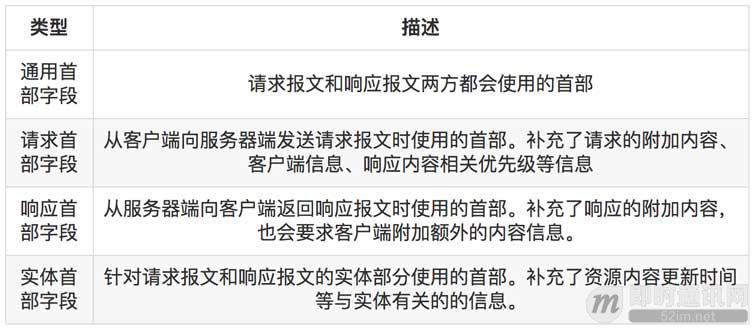 类型 描述
通用首
部字段
请求报文和响应报文两方都会使用的首部
请求首
部字段
从客户端向服务器端发送请求报文时使用的首部。补充了请求的附加内容、
客户端信息、响应内容相关优先级等信息
响应首
部字段
从服务器端向客户端返回响应报文时使用的首部。补充了响应的附加内容,
也会要求客户端附加额外的内容信息。
实体首
部字段
针对请求报文和响应报文的实体部分使用的首部。补充了资源内容更新时间
等与实体有关的的信息。
m 即时通讯网
52im.net